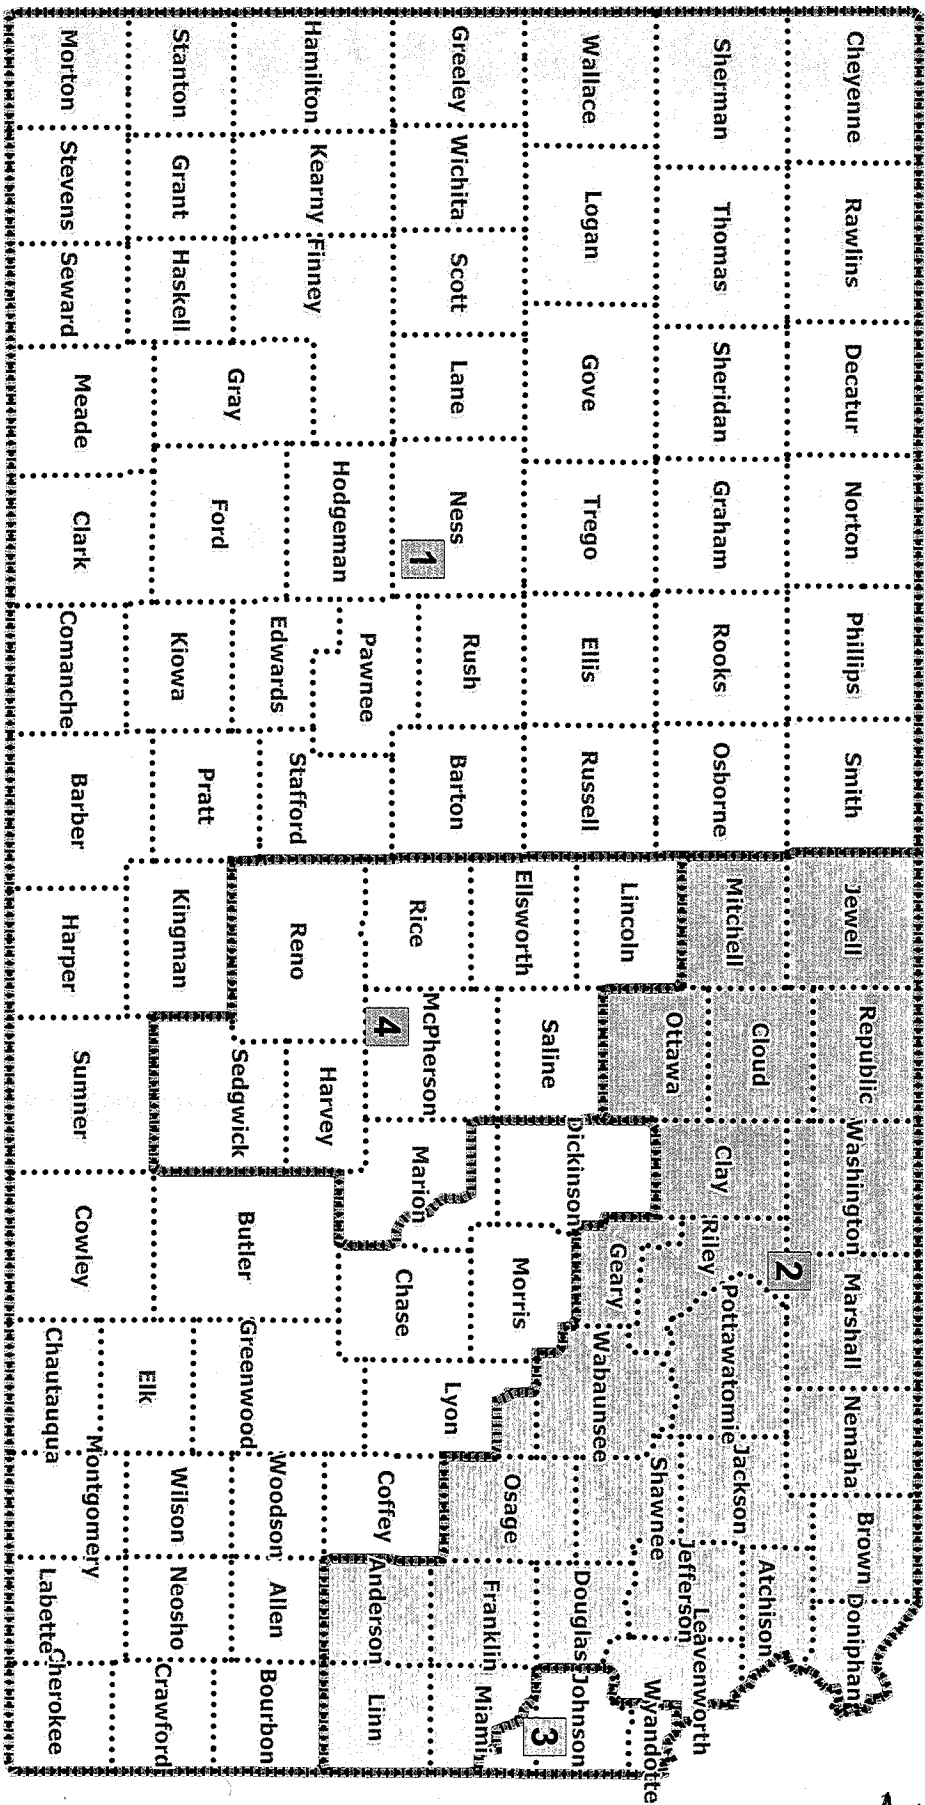 Cheyenne
Rawlins
Decatur
Norton
Phillips
Smith
Jewell
Republic
Washington
Marshall
Nemaha
Brown
Doniphan
Sherman
Thomas
Sheridan
Graham
Rooks
Osborne
Mitchell
Cloud
Clay
Riley
2
Pottawatomie
Jackson
Atchison
Wallace
Logan
Gove
Trego
Ellis
Russell
Lincoln
Ottawa
Geary
Wabaunsee
Shawnee
Jefferson
Leavenworth
Wyandotte
Greeley
Wichita
Scott
Lane
Ness
1
Rush
Barton
Ellsworth
Saline
Dickinson
Morris
Lyon
Osage
Douglas
Johnson
3
Hamilton
Kearny
Finney
Hodgeman
Pawnee
Rice
McPherson
4
Marion
Chase
Coffey
Franklin
Miami
Gray
Ford
Edwards
Stafford
Reno
Harvey
Butler
Greenwood
Woodson
Anderson
Linn
Stanton
Grant
Haskell
Kiowa
Pratt
Kingman
Sedgwick
Elk
Wilson
Allen
Bourbon
Morton
Stevens
Seward
Meade
Clark
Comanche
Barber
Harper
Sumner
Cowley
Chautauqua
Montgomery
Neosho
Crawford
Labette
Cherokee